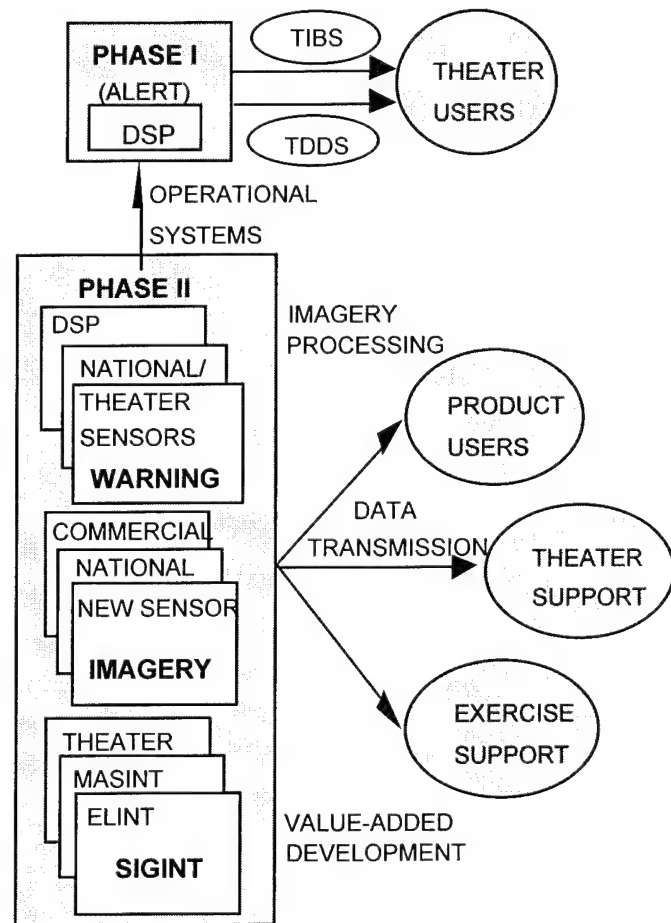 PHASE I
(ALERT)
DSP
TIBS
TDDS
THEATER
USERS
OPERATIONAL
SYSTEMS
PHASE II
DSP
NATIONAL/
THEATER
SENSORS
WARNING
COMMERCIAL
NATIONAL
NEW SENSOR
IMAGERY
THEATER
MASINT
ELINT
SIGINT
IMAGERY
PROCESSING
PRODUCT
USERS
DATA
TRANSMISSION
THEATER
SUPPORT
EXERCISE
SUPPORT
VALUE-ADDED
DEVELOPMENT